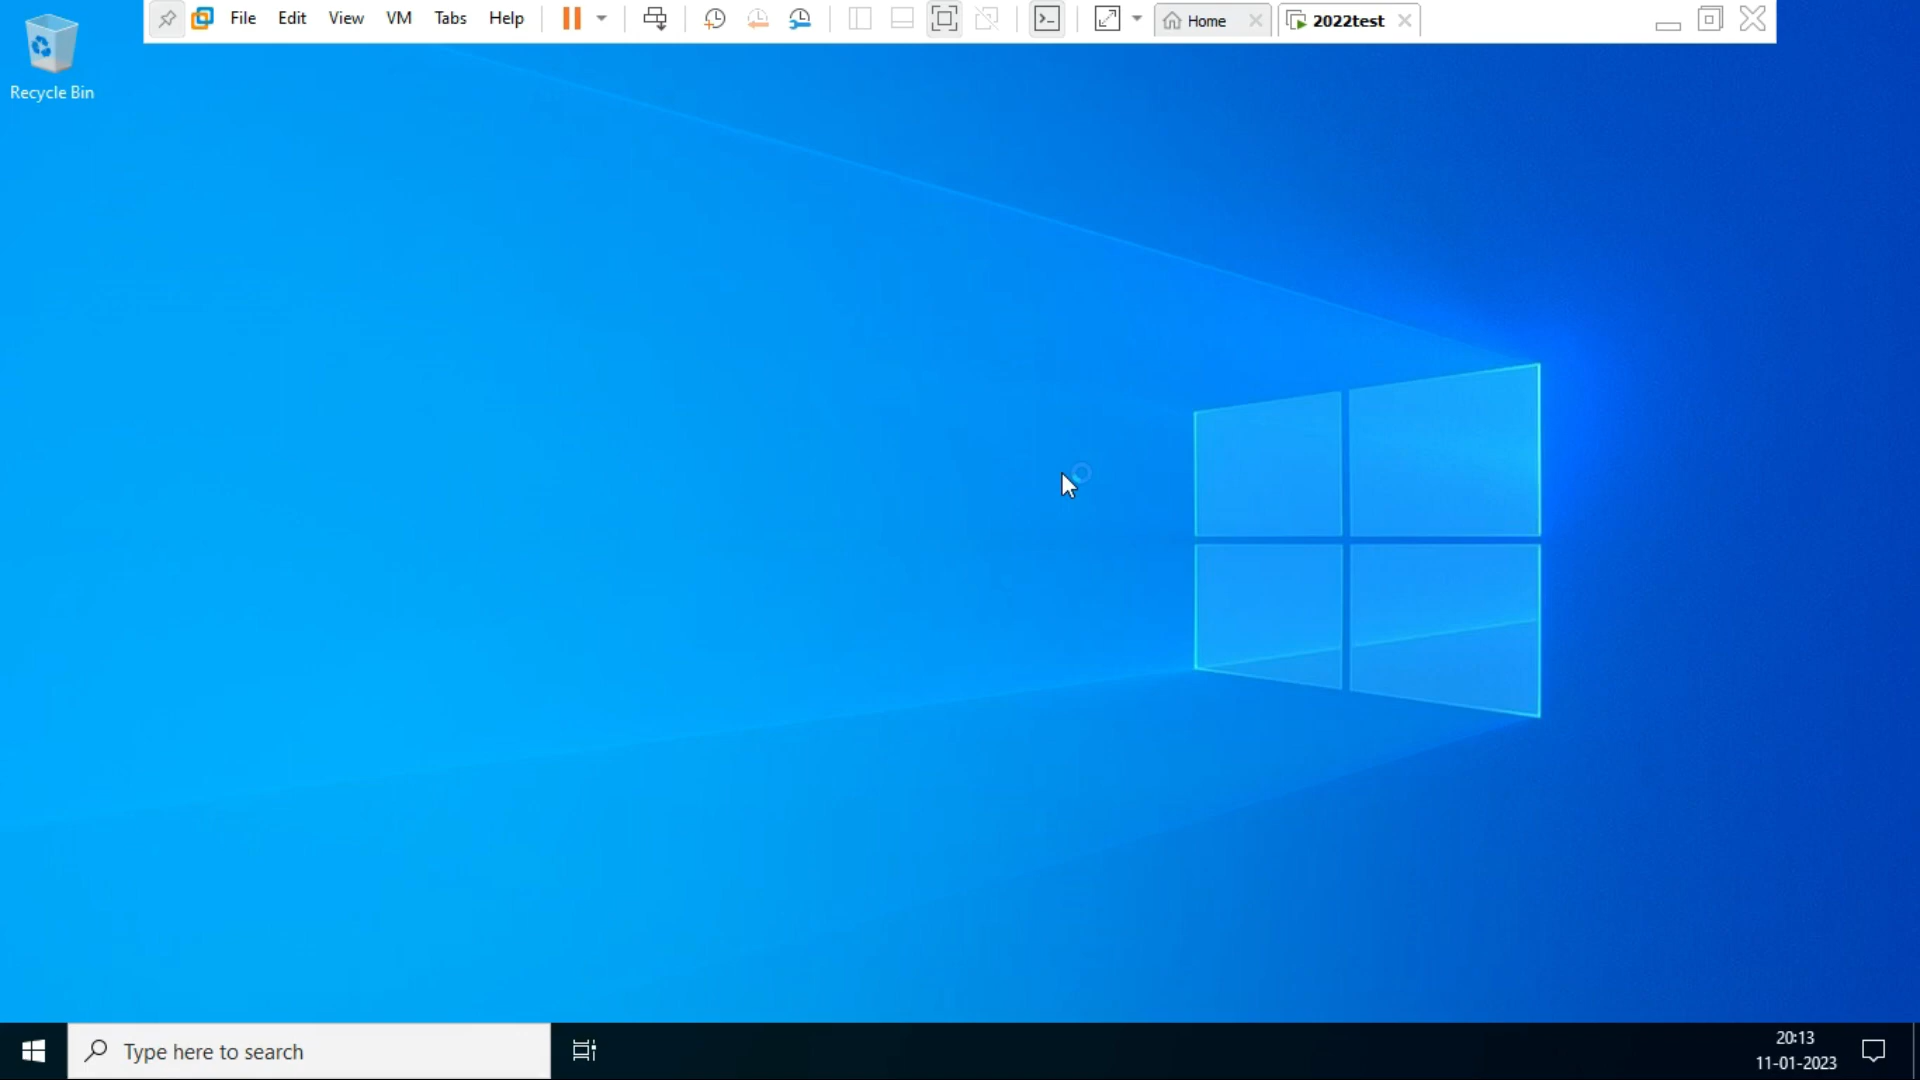 File Edit View VM Tabs Help Home 2022test
Recycle Bin
Type here to search
20:13
11-01-2023